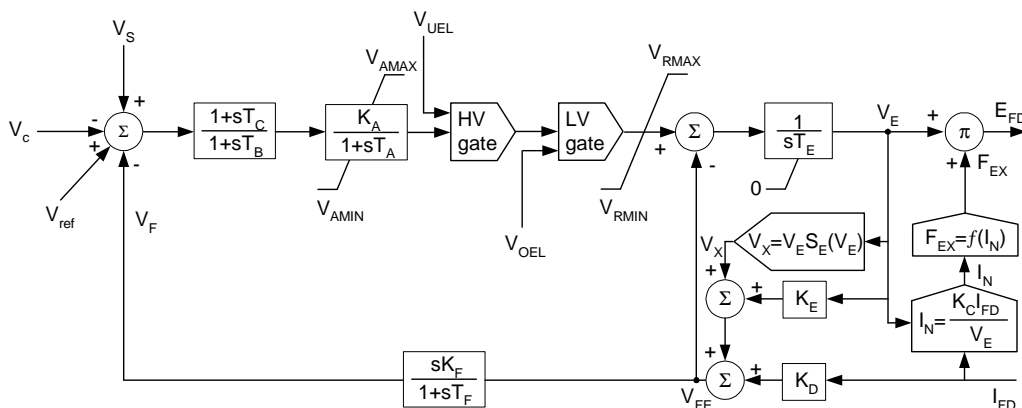 V_S
V_UEL
V_AMAX
V_RMAX
V_C
-
+
+
-
Σ
1+sT_C
1+sT_B
K_A
1+sT_A
HV
gate
LV
gate
+
-
Σ
1
sT_E
V_E
+
π
E_FD
+
F_EX
V_ref
V_F
V_AMIN
V_OEL
V_RMIN
0
V_X
V_X=V_E S_E(V_E)
F_EX=f(I_N)
I_N
+
Σ
+
K_E
I_N=
K_C I_FD
V_E
sK_F
1+sT_F
V_FE
+
Σ
+
K_D
I_FD